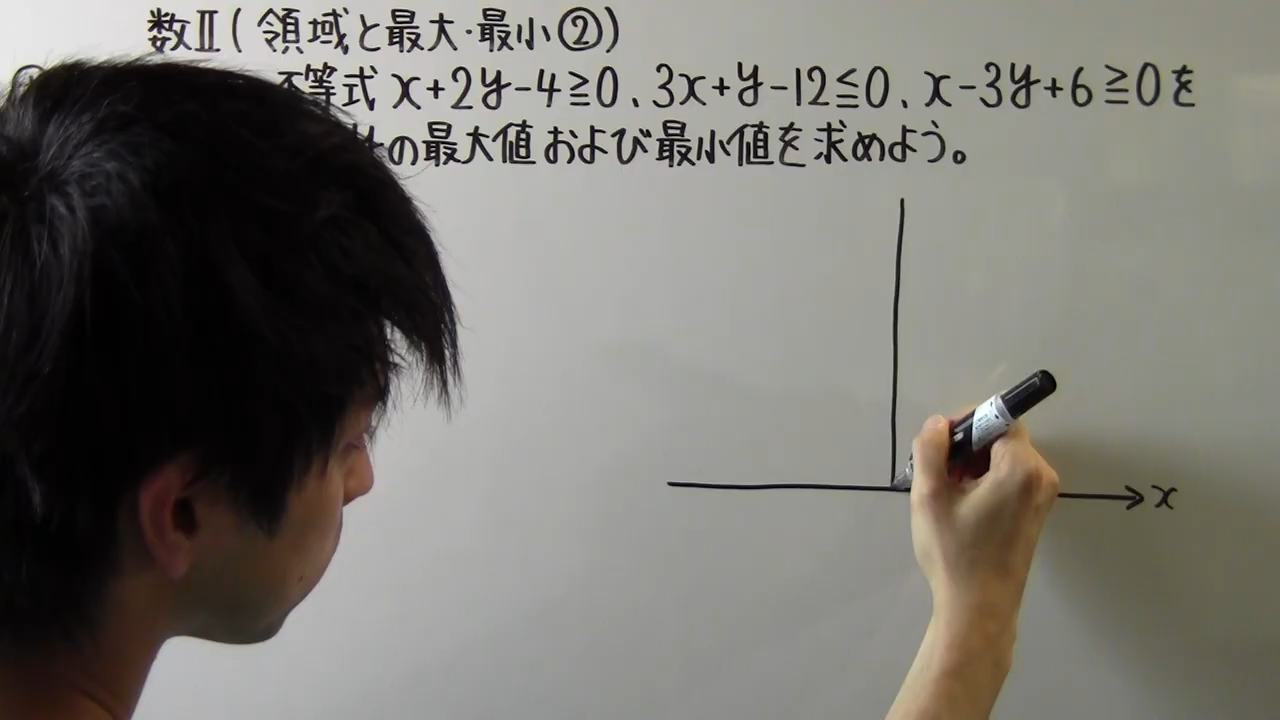 数Ⅱ(領域と最大・最小②)
不等式 x+2y-4≧0、3x+y-12≦0、x-3y+6≧0を
の最大値および最小値を求めよう。
x